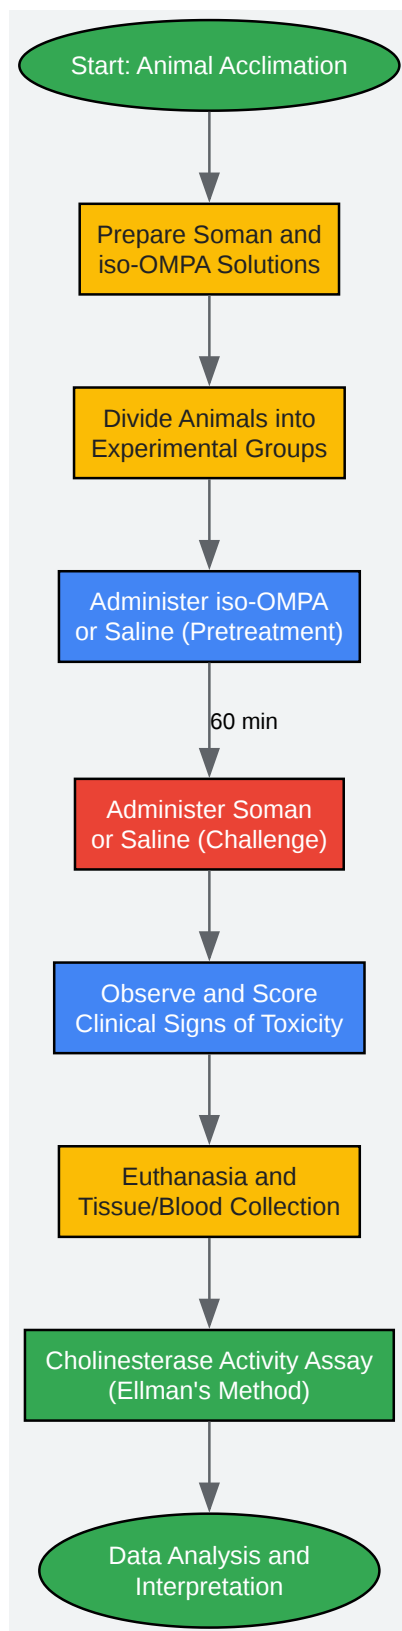 Start: Animal Acclimation
Prepare Soman and
iso-OMPA Solutions
Divide Animals into
Experimental Groups
Administer iso-OMPA
or Saline (Pretreatment)
60 min
Administer Soman
or Saline (Challenge)
Observe and Score
Clinical Signs of Toxicity
Euthanasia and
Tissue/Blood Collection
Cholinesterase Activity Assay
(Ellman's Method)
Data Analysis and
Interpretation